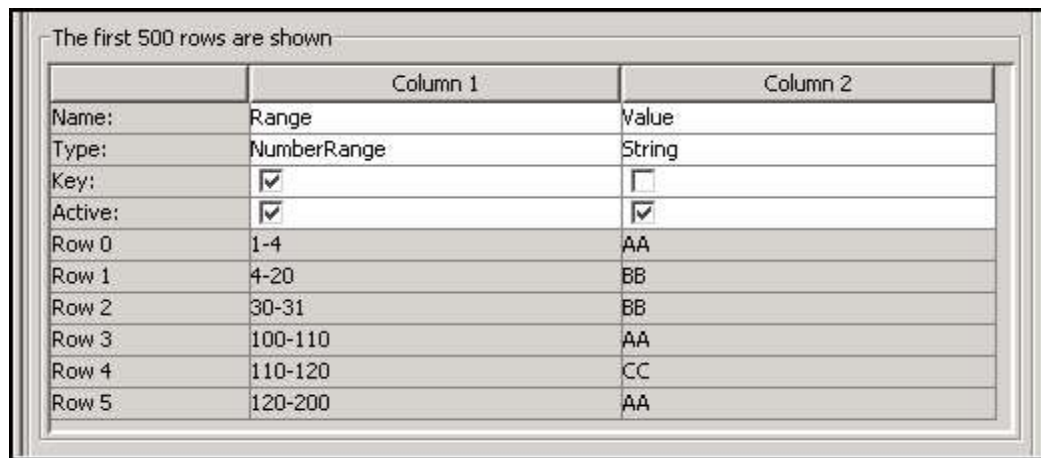 The first 500 rows are shown
Column 1 Column 2
Name: Range Value
Type: NumberRange String
Key:
Active:
Row 0 1-4 AA
Row 1 4-20 BB
Row 2 30-31 BB
Row 3 100-110 AA
Row 4 110-120 CC
Row 5 120-200 AA